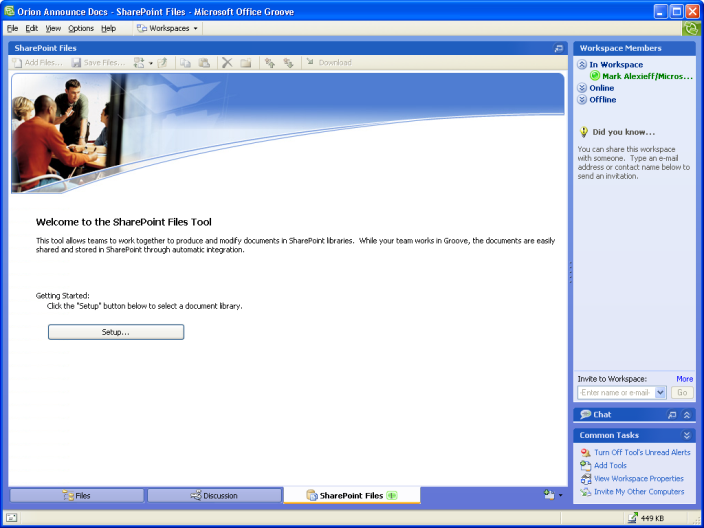 Orion Announce Docs - SharePoint Files - Microsoft Office Groove
File Edit View Options Help Workspaces
SharePoint Files
Add Files... Save Files... Download
Welcome to the SharePoint Files Tool
This tool allows teams to work together to produce and modify documents in SharePoint libraries. While your team works in Groove, the documents are easily
shared and stored in SharePoint through automatic integration.
Getting Started:
Click the "Setup" button below to select a document library.
Setup...
Files
Discussion
SharePoint Files
Workspace Members
In Workspace
Mark Alexieff/Micros...
Online
Offline
Did you know...
You can share this workspace
with someone. Type an e-mail
address or contact name below to
send an invitation.
Invite to Workspace: More
-Enter name or e-mail- Go
Chat
Common Tasks
Turn Off Tool's Unread Alerts
Add Tools
View Workspace Properties
Invite My Other Computers
449 KB